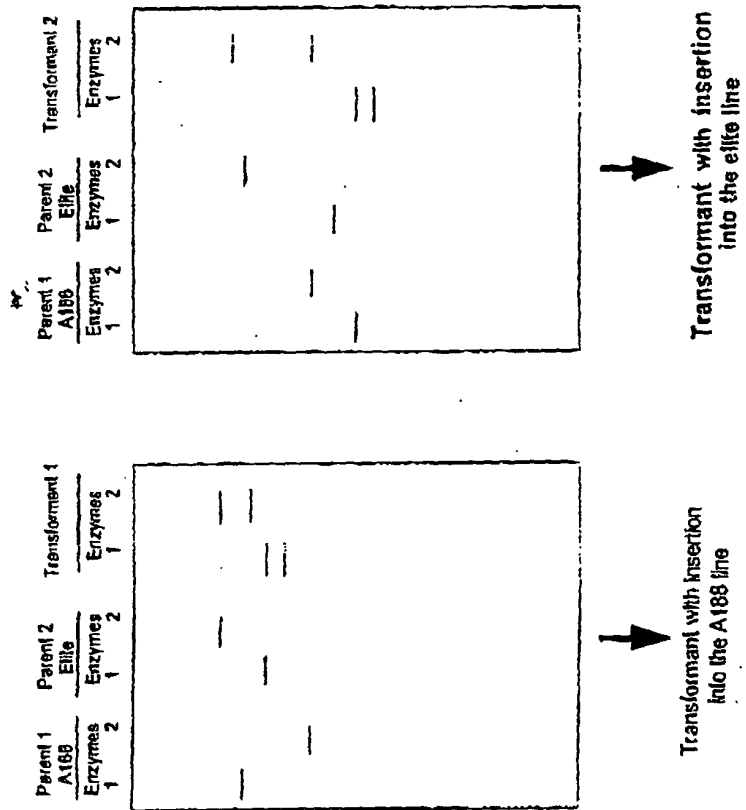 Parent 1 Parent 2 Transformant 1
A188 Elite
Enzymes Enzymes Enzymes
1 2 1 2 1 2
Transformant with insertion
into the A188 line
Parent 1 Parent 2 Transformant 2
A188 Elite
Enzymes Enzymes Enzymes
1 2 1 2 1 2
Transformant with insertion
into the elite line